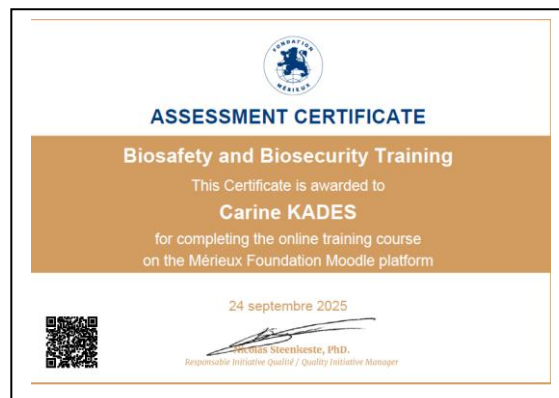 FONDATION
MÉRIEUX
ASSESSMENT CERTIFICATE
Biosafety and Biosecurity Training
This Certificate is awarded to
Carine KADES
for completing the online training course
on the Mérieux Foundation Moodle platform
24 septembre 2025
Nicolas Steenkeste, PhD.
Responsable Initiative Qualité / Quality Initiative Manager